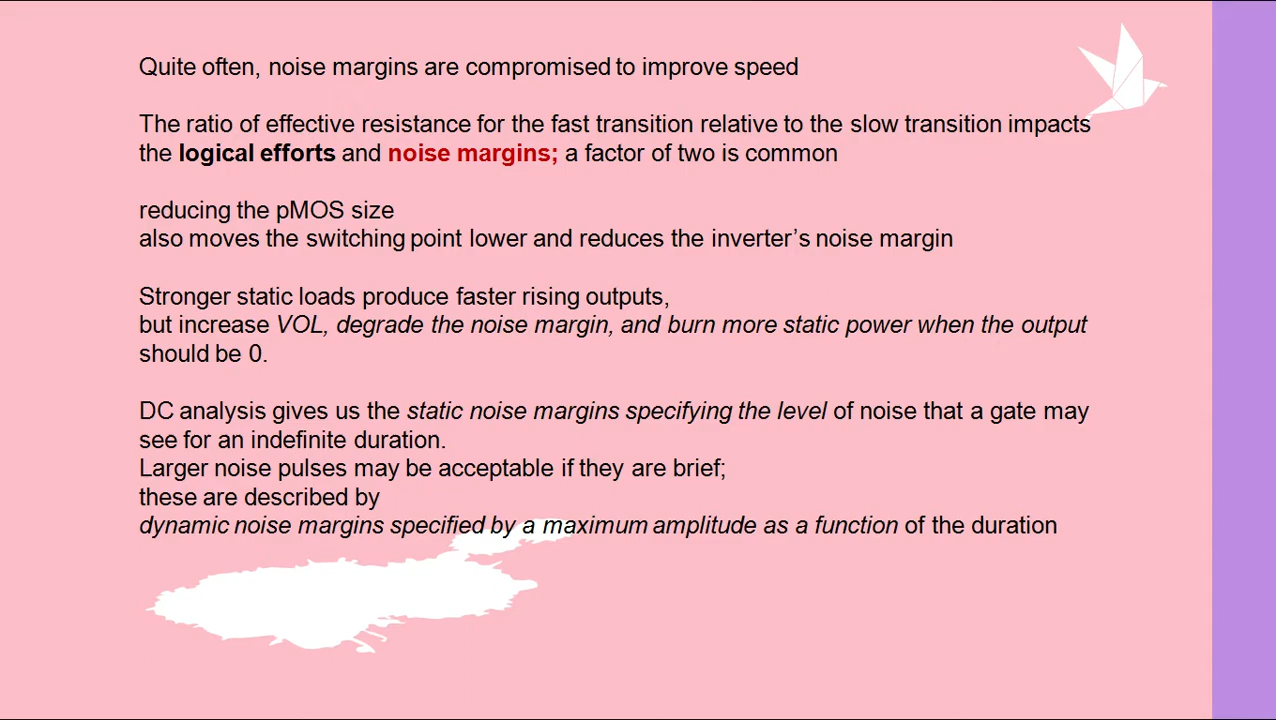 Quite often, noise margins are compromised to improve speed
The ratio of effective resistance for the fast transition relative to the slow transition impacts
the logical efforts and noise margins; a factor of two is common
reducing the pMOS size
also moves the switching point lower and reduces the inverter’s noise margin
Stronger static loads produce faster rising outputs,
but increase VOL, degrade the noise margin, and burn more static power when the output
should be 0.
DC analysis gives us the static noise margins specifying the level of noise that a gate may
see for an indefinite duration.
Larger noise pulses may be acceptable if they are brief;
these are described by
dynamic noise margins specified by a maximum amplitude as a function of the duration